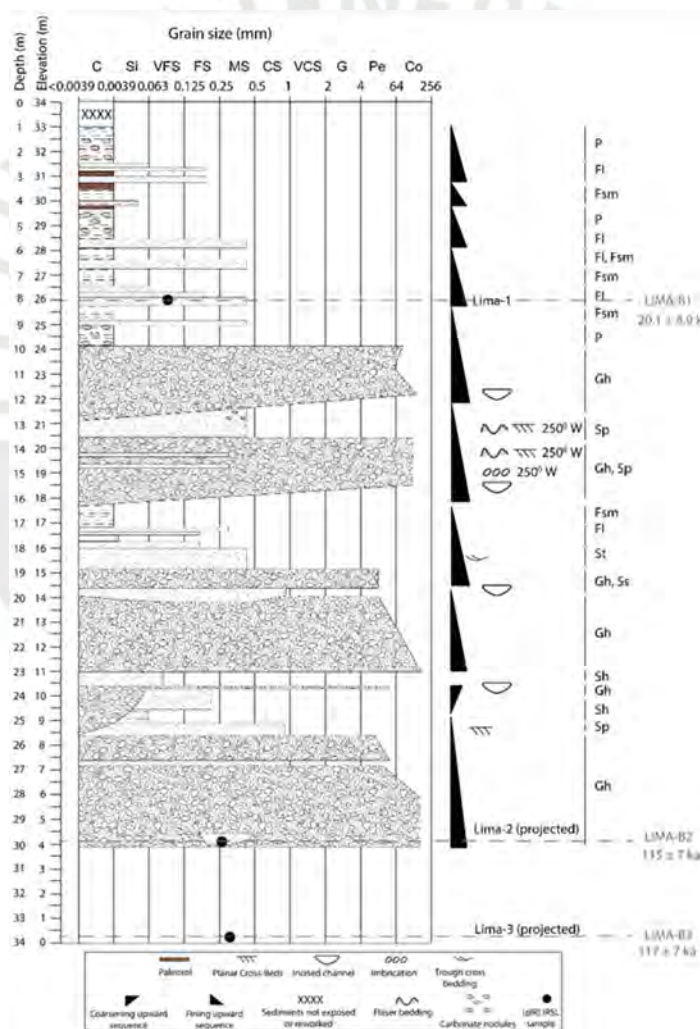 Grain size (mm)
C Si VFS FS MS CS VCS G Pe Co
<0.0039 0.0039 0.063 0.125 0.25 0.5 1 2 4 64 256
Depth (m)
Elevation (m)
0 34
XXXX
1 33
P
2 32
Fl
3 31
Fsm
4 30
P
5 29
Fl
6 28
Fl, Fsm
7 27
Fsm
8 26 Lima-1 Fl LIMA-B1
Fsm
9 25
P
10 24
11 23
Gh
12 22
13 21 250⁰ W Sp
14 20 250⁰ W
Gh, Sp
15 19 250⁰ W
16 18
Fsm
17 17
Fl
18 16
St
19 15
Gh, Ss
20 14
21 13
Gh
22 12
23 11
Sh
24 10 Gh
Sh
25 9
Sp
26 8
27 7
Gh
28 6
29 5
Lima-2 (projected)
30 4 LIMA-B2
115 ± 7 ka
31 3
32 2
33 1
Lima-3 (projected)
34 0 LIMA-B3
117 ± 7 ka
Paleosol Planar Cross-Beds Incised channel Imbrication Trough cross bedding
Coarsening upward sequence
Fining upward sequence
XXXX Sediments not exposed or reworked
Flaser bedding
Carbonate nodules
(pIR) IRSL sample